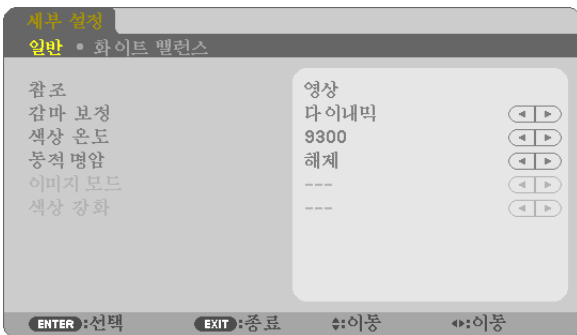 세부 설정
일반 • 화이트 밸런스
참조 영상
감마 보정 다이내믹
색상 온도 9300
동적 명암 해제
이미지 모드 ---
색상 강화 ---
ENTER:선택 EXIT:종료 :이동 :이동